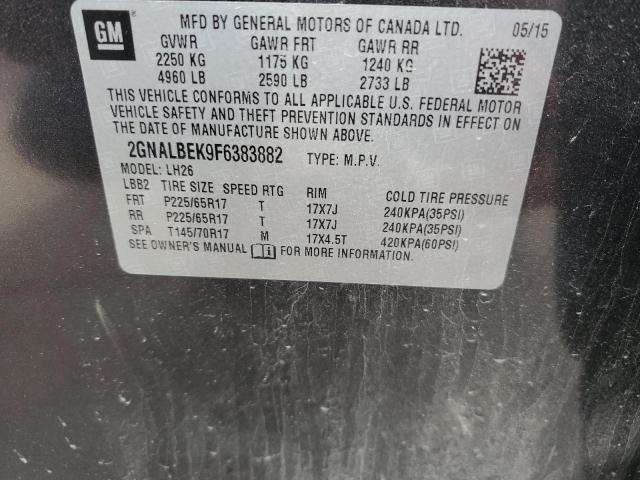 GM
MFD BY GENERAL MOTORS OF CANADA LTD. 05/15
GVWR GAWR FRT GAWR RR
2250 KG 1175 KG 1240 KG
4960 LB 2590 LB 2733 LB
THIS VEHICLE CONFORMS TO ALL APPLICABLE U.S. FEDERAL MOTOR
VEHICLE SAFETY AND THEFT PREVENTION STANDARDS IN EFFECT ON
THE DATE OF MANUFACTURE SHOWN ABOVE.
2GNALBEK9F6383882 TYPE: M.P.V.
MODEL: LH26
LBB2 TIRE SIZE SPEED RTG RIM COLD TIRE PRESSURE
FRT P225/65R17 T 17X7J 240KPA(35PSI)
RR P225/65R17 T 17X7J 240KPA(35PSI)
SPA T145/70R17 M 17X4.5T 420KPA(60PSI)
SEE OWNER'S MANUAL FOR MORE INFORMATION.